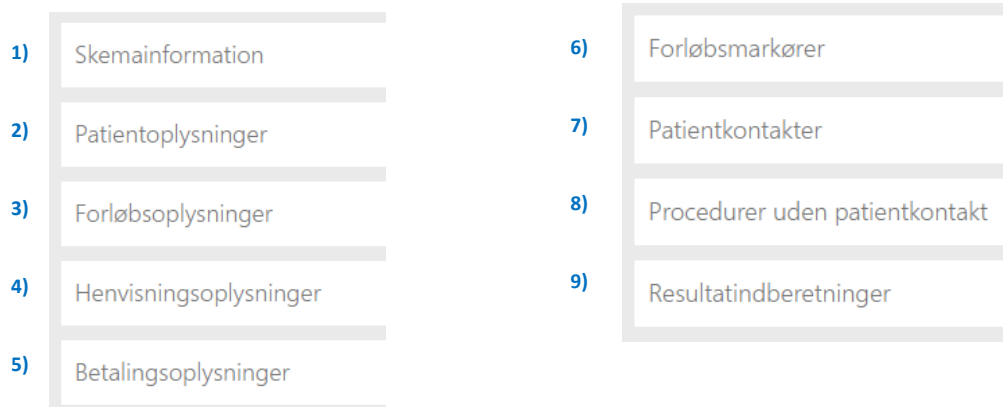 1) Skemainformation
2) Patientoplysninger
3) Forløbsoplysninger
4) Henvisningsoplysninger
5) Betalingsoplysninger
6) Forløbsmarkører
7) Patientkontakter
8) Procedurer uden patientkontakt
9) Resultatindberetninger